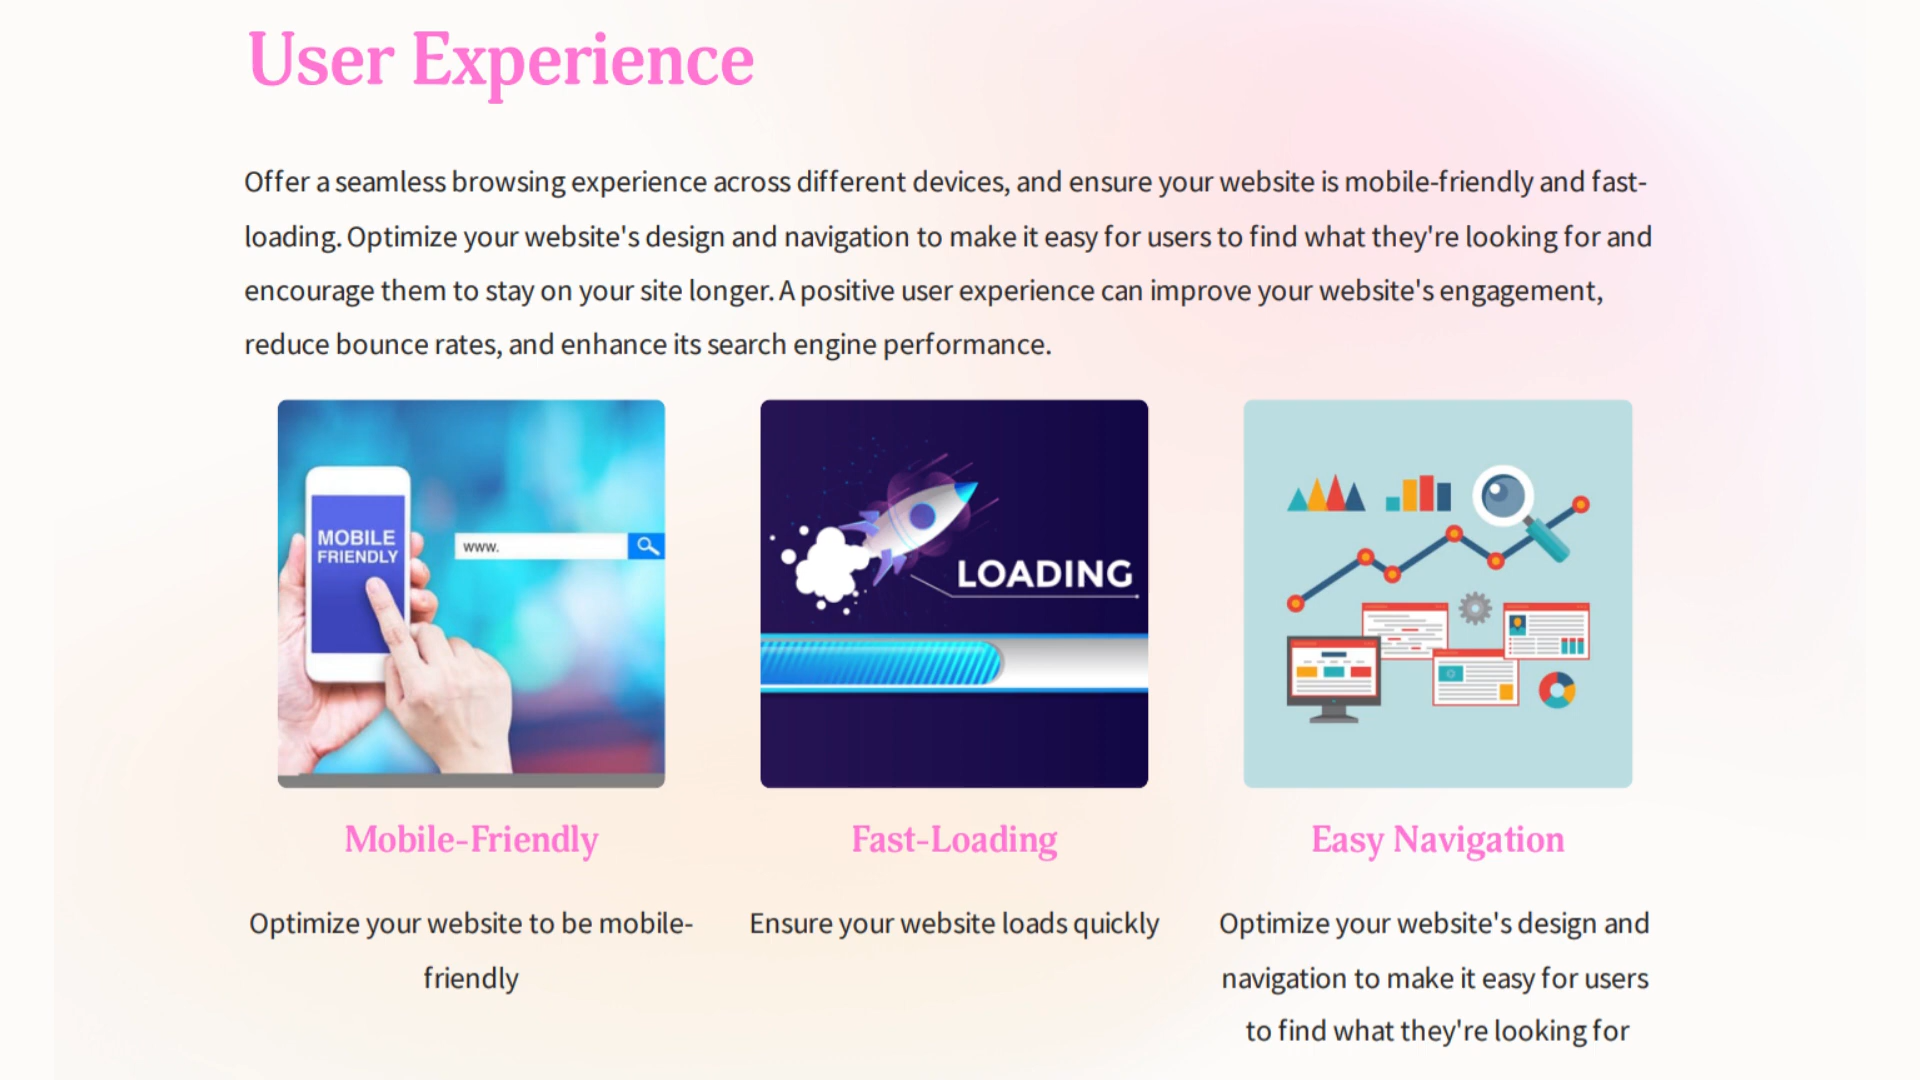 User Experience
Offer a seamless browsing experience across different devices, and ensure your website is mobile-friendly and fast-
loading. Optimize your website's design and navigation to make it easy for users to find what they're looking for and
encourage them to stay on your site longer. A positive user experience can improve your website's engagement,
reduce bounce rates, and enhance its search engine performance.
MOBILE
FRIENDLY
www.
LOADING
Mobile-Friendly
Fast-Loading
Easy Navigation
Optimize your website to be mobile-
friendly
Ensure your website loads quickly
Optimize your website's design and
navigation to make it easy for users
to find what they're looking for